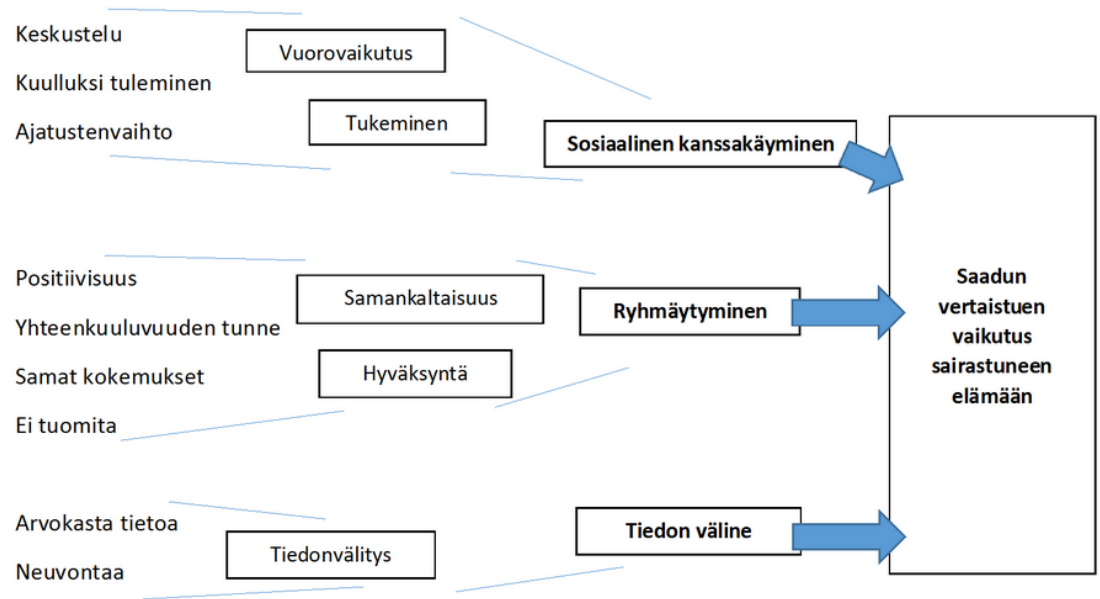 Keskustelu
Vuorovaikutus
Kuulluksi tuleminen
Tukeminen
Ajatustenvaihto
Sosiaalinen kanssakäyminen
Positiivisuus
Samankaltaisuus
Yhteenkuuluvuuden tunne
Ryhmäytyminen
Samat kokemukset
Hyväksyntä
Ei tuomita
Arvokasta tietoa
Tiedonvälitys
Neuvontaa
Tiedon väline
Saadun
vertaistuen
vaikutus
sairastuneen
elämään